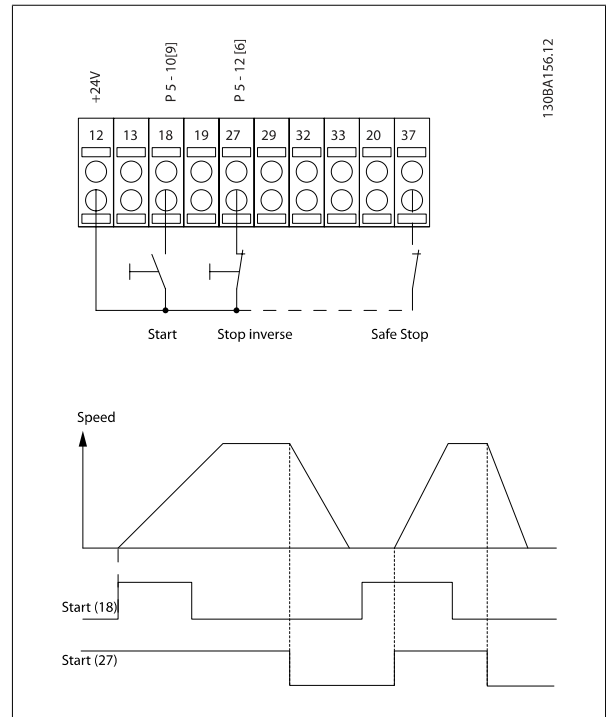 +24V
P 5 - 10[9]
P 5 - 12 [6]
130BA156.12
12 13 18 19 27 29 32 33 20 37
Start Stop inverse Safe Stop
Speed
Start (18)
Start (27)